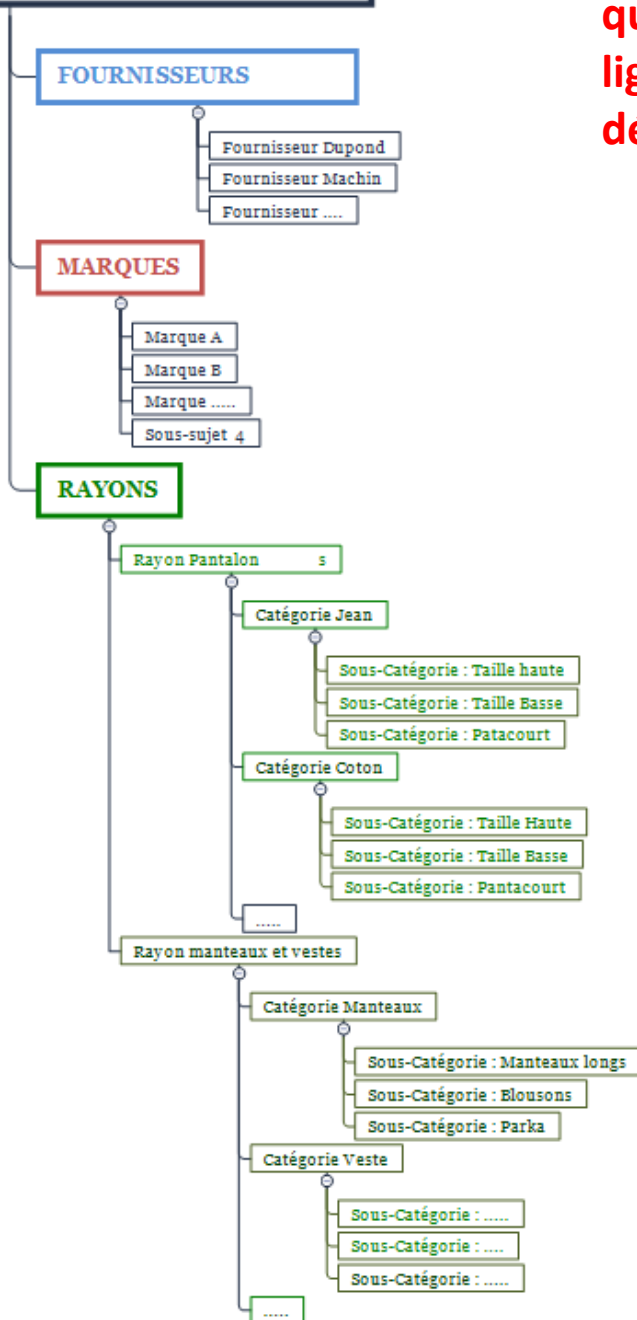 qu
lig
de
FOURNISSEURS
Fournisseur Dupond
Fournisseur Machin
Fournisseur ....
MARQUES
Marque A
Marque B
Marque .....
Sous-sujet 4
RAYONS
Rayon Pantalon s
Catégorie Jean
Sous-Catégorie : Taille haute
Sous-Catégorie : Taille Basse
Sous-Catégorie : Patacourt
Catégorie Coton
Sous-Catégorie : Taille Haute
Sous-Catégorie : Taille Basse
Sous-Catégorie : Pantacourt
.....
Rayon manteaux et vestes
Catégorie Manteaux
Sous-Catégorie : Manteaux longs
Sous-Catégorie : Blousons
Sous-Catégorie : Parka
Catégorie Veste
Sous-Catégorie : .....
Sous-Catégorie : ....
Sous-Catégorie : .....
.....